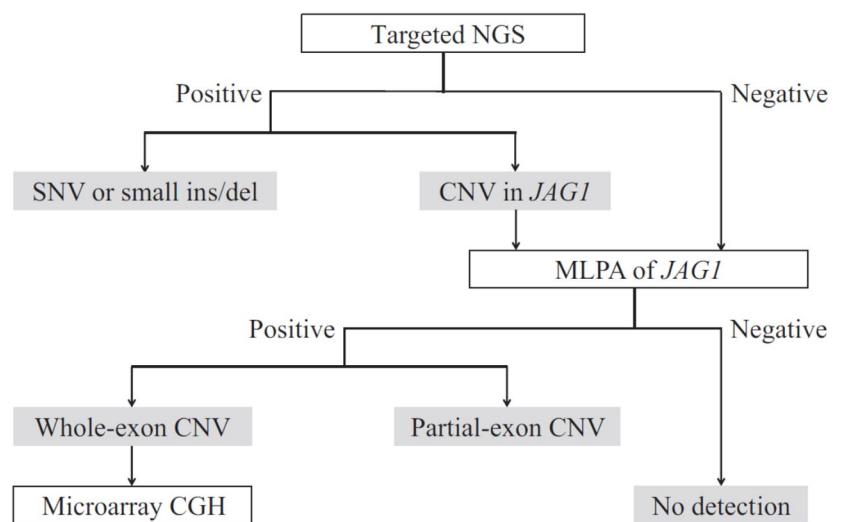 Targeted NGS
Positive
Negative
SNV or small ins/del
CNV in JAG1
MLPA of JAG1
Positive
Negative
Whole-exon CNV
Partial-exon CNV
Microarray CGH
No detection